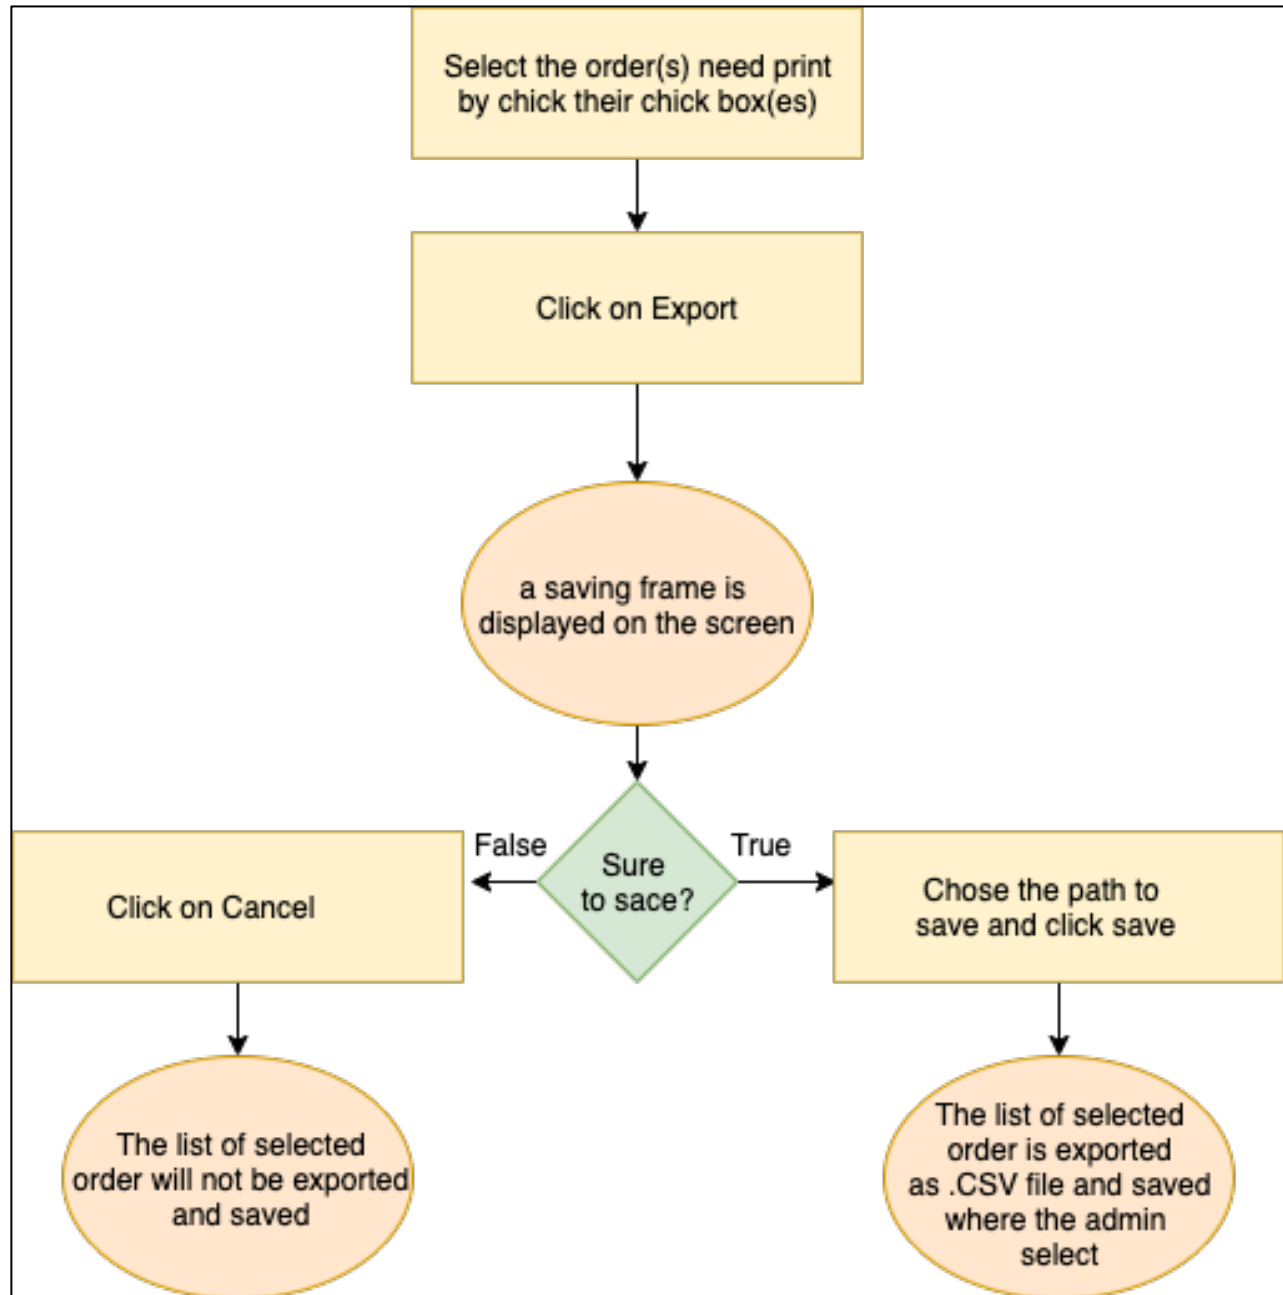 Select the order(s) need print
by chick their chick box(es)
Click on Export
a saving frame is
displayed on the screen
False
Sure
to sace?
True
Click on Cancel
Chose the path to
save and click save
The list of selected
order will not be exported
and saved
The list of selected
order is exported
as .CSV file and saved
where the admin
select